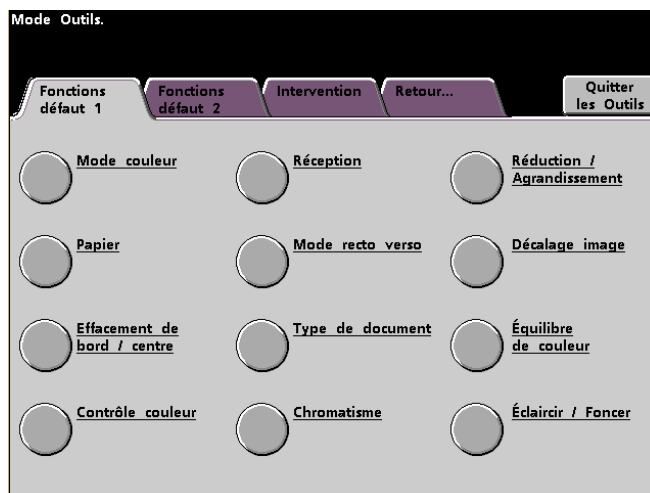 Mode Outils.
Fonctions
défaut 1
Fonctions
défaut 2
Intervention
Retour...
Quitter
les Outils
Mode couleur
Réception
Réduction /
Agrandissement
Papier
Mode recto verso
Décalage image
Effacement de
bord / centre
Type de document
Équilibre
de couleur
Contrôle couleur
Chromatisme
Éclaircir / Foncer